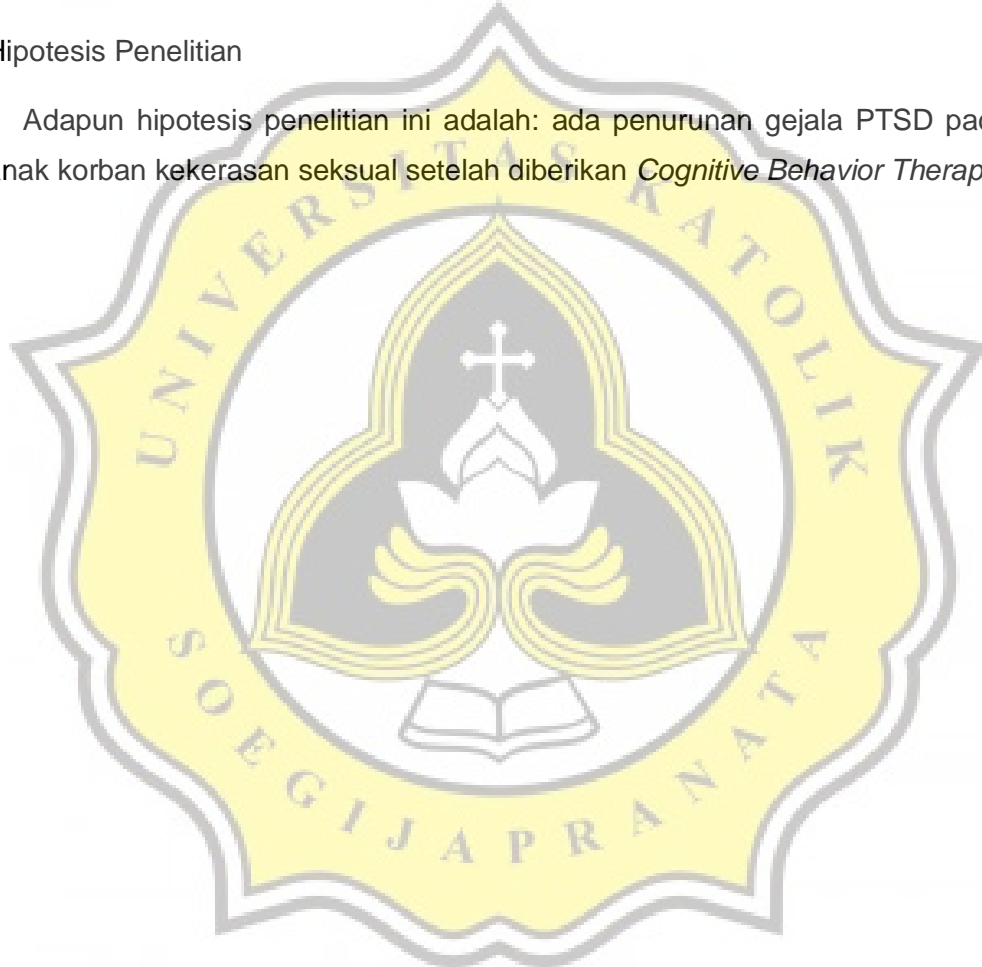 Hipotesis Penelitian
Adapun hipotesis penelitian ini adalah: ada penurunan gejala PTSD
korban kekerasan seksual setelah diberikan Cognitive Behavior
UNIVERSITAS KATOLIK
SOEGIJAPRANATA